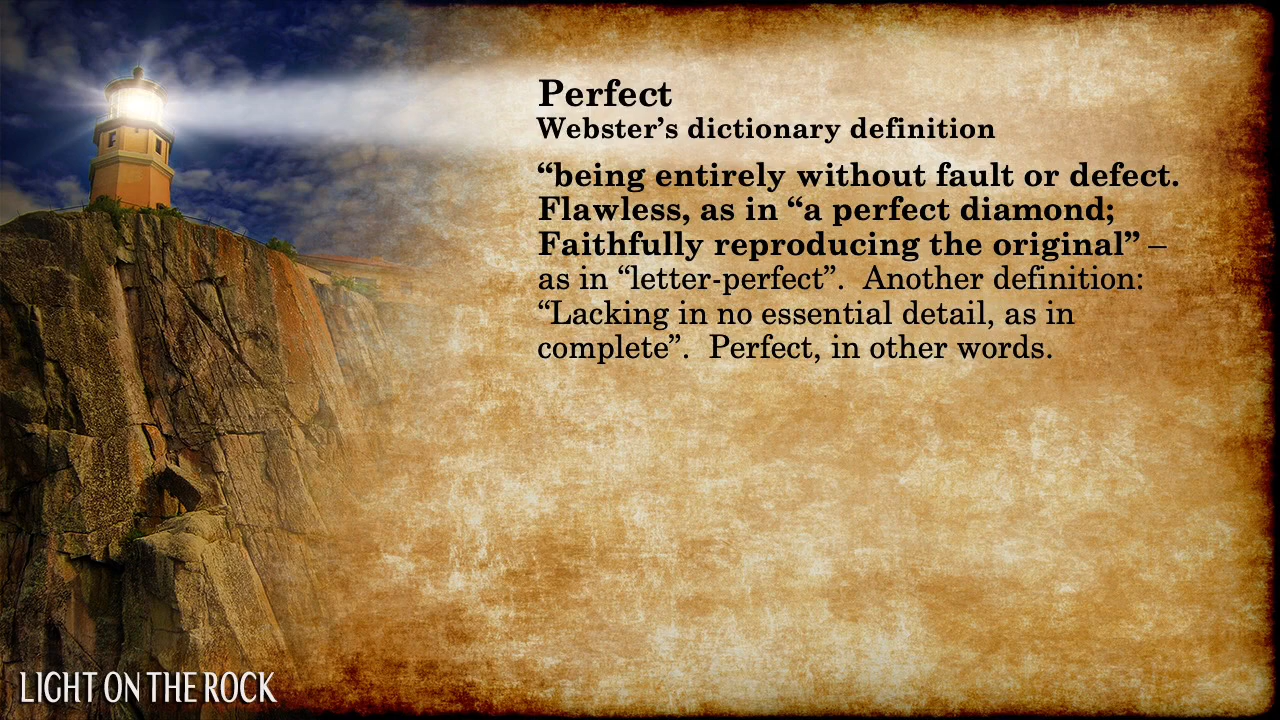 Perfect
Webster’s dictionary definition
“being entirely without fault or defect.
Flawless, as in “a perfect diamond;
Faithfully reproducing the original” –
as in “letter-perfect”.  Another definition:
“Lacking in no essential detail, as in
complete”.  Perfect, in other words.
LIGHT ON THE ROCK